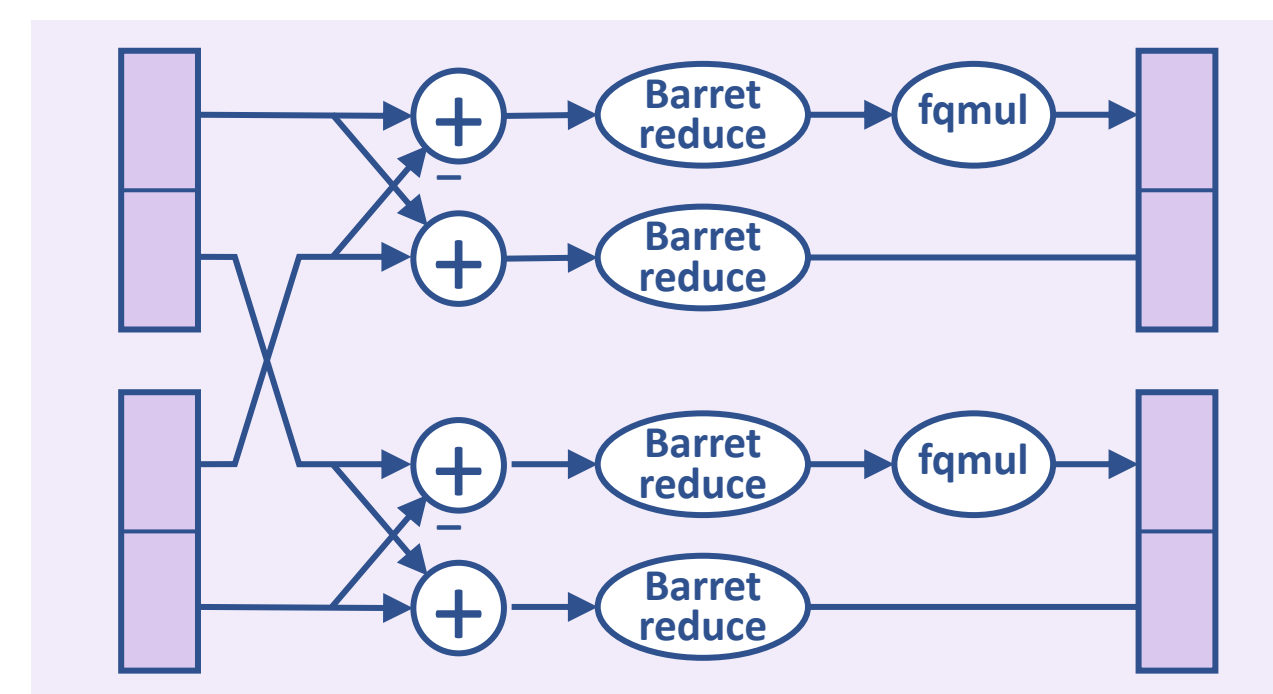 +
Barret
reduce
fqmul
–
+
Barret
reduce
+
Barret
reduce
fqmul
–
+
Barret
reduce